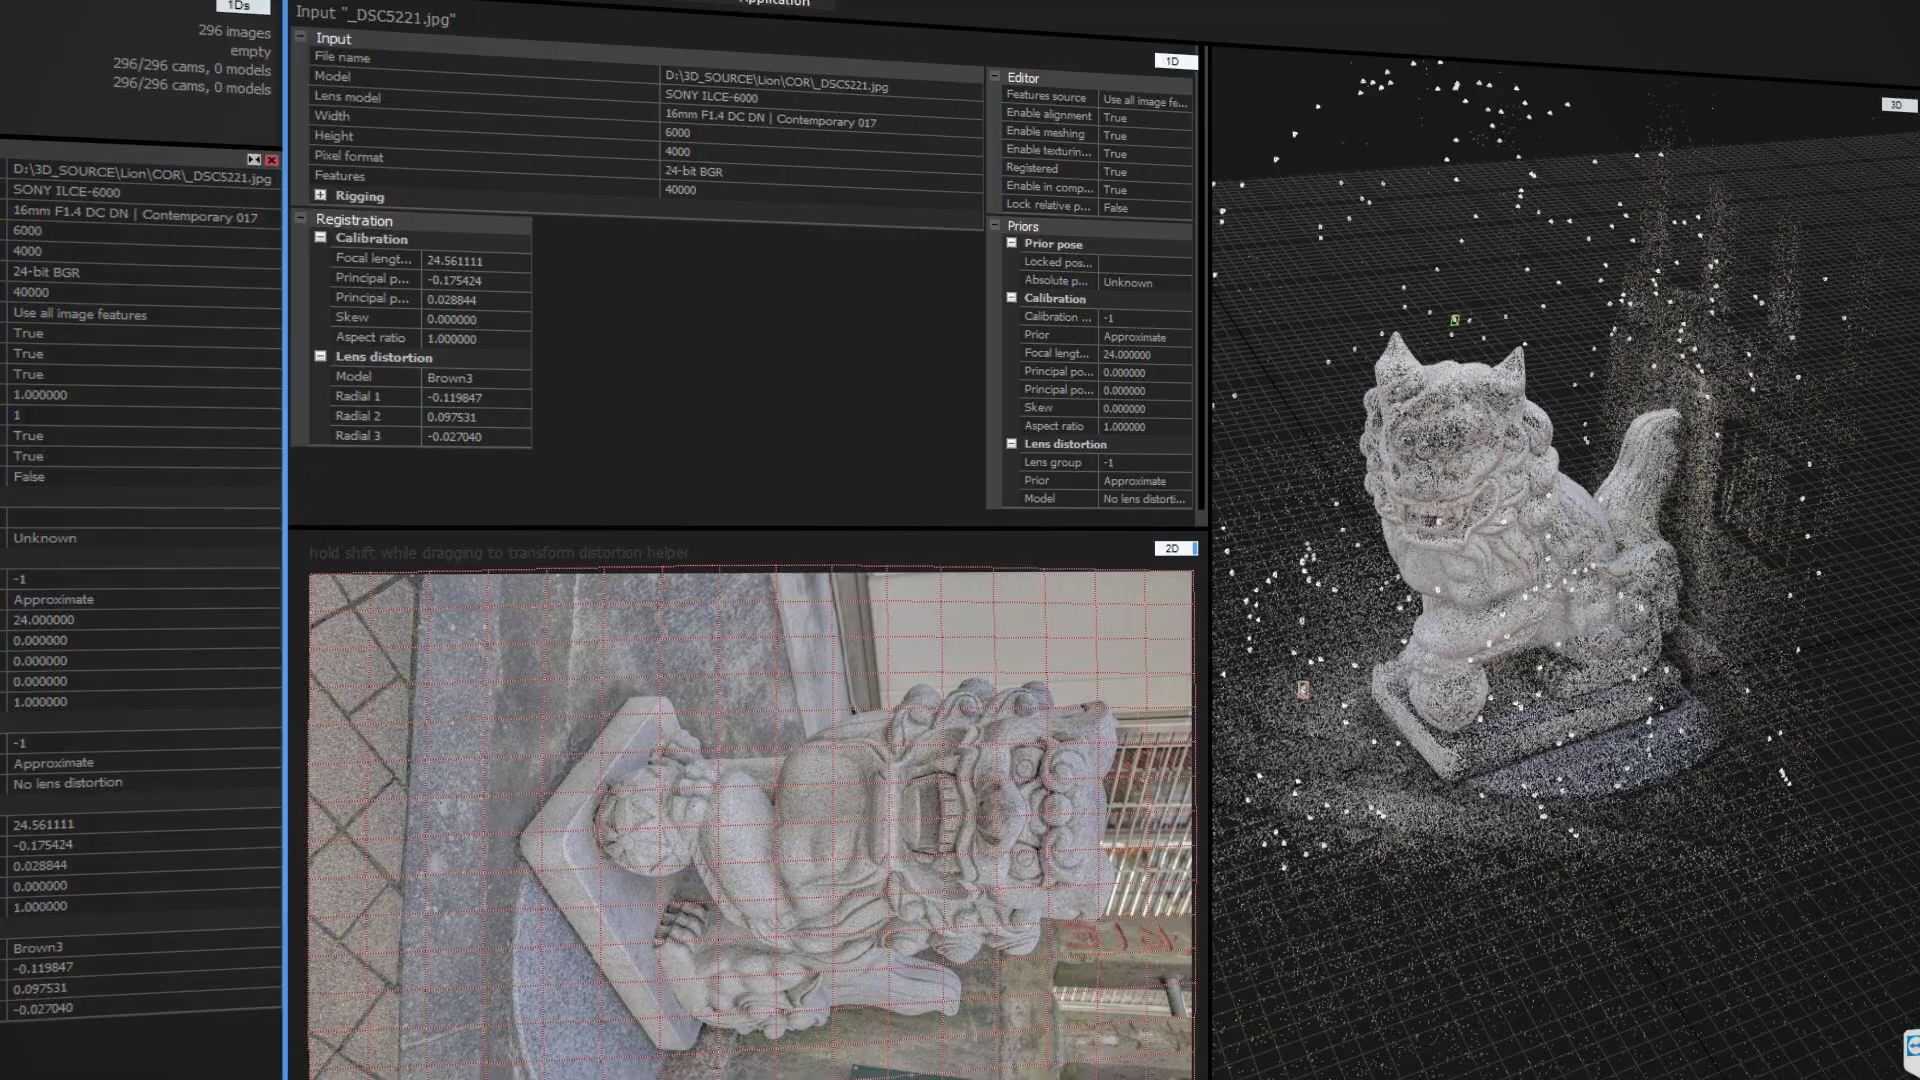 1Ds
296 images
empty
296/296 cams, 0 models
296/296 cams, 0 models
D:\3D_SOURCE\Lion\COR\_DSC5221.jpg
SONY ILCE-6000
16mm F1.4 DC DN | Contemporary 017
6000
4000
24-bit BGR
40000
Use all image features
True
True
True
1.000000
1
True
True
False
Unknown
-1
Approximate
24.000000
0.000000
0.000000
0.000000
1.000000
-1
Approximate
No lens distortion
24.561111
-0.175424
0.028844
0.000000
1.000000
Brown3
-0.119847
0.097531
-0.027040
Application
Input "_DSC5221.jpg"
1D
Input
File name D:\3D_SOURCE\Lion\COR\_DSC5221.jpg
Model SONY ILCE-6000
Lens model 16mm F1.4 DC DN | Contemporary 017
Width 6000
Height 4000
Pixel format 24-bit BGR
Features 40000
Rigging
Registration
Calibration
Focal lengt... 24.561111
Principal p... -0.175424
Principal p... 0.028844
Skew 0.000000
Aspect ratio 1.000000
Lens distortion
Model Brown3
Radial 1 -0.119847
Radial 2 0.097531
Radial 3 -0.027040
Editor
Features source Use all image fe...
Enable alignment True
Enable meshing True
Enable texturin... True
Registered True
Enable in comp... True
Lock relative p... False
Priors
Prior pose
Locked pos...
Absolute p... Unknown
Calibration
Calibration ... -1
Prior Approximate
Focal lengt... 24.000000
Principal po... 0.000000
Principal po... 0.000000
Skew 0.000000
Aspect ratio 1.000000
Lens distortion
Lens group -1
Prior Approximate
Model No lens distorti...
hold shift while dragging to transform distortion helper
2D
3D